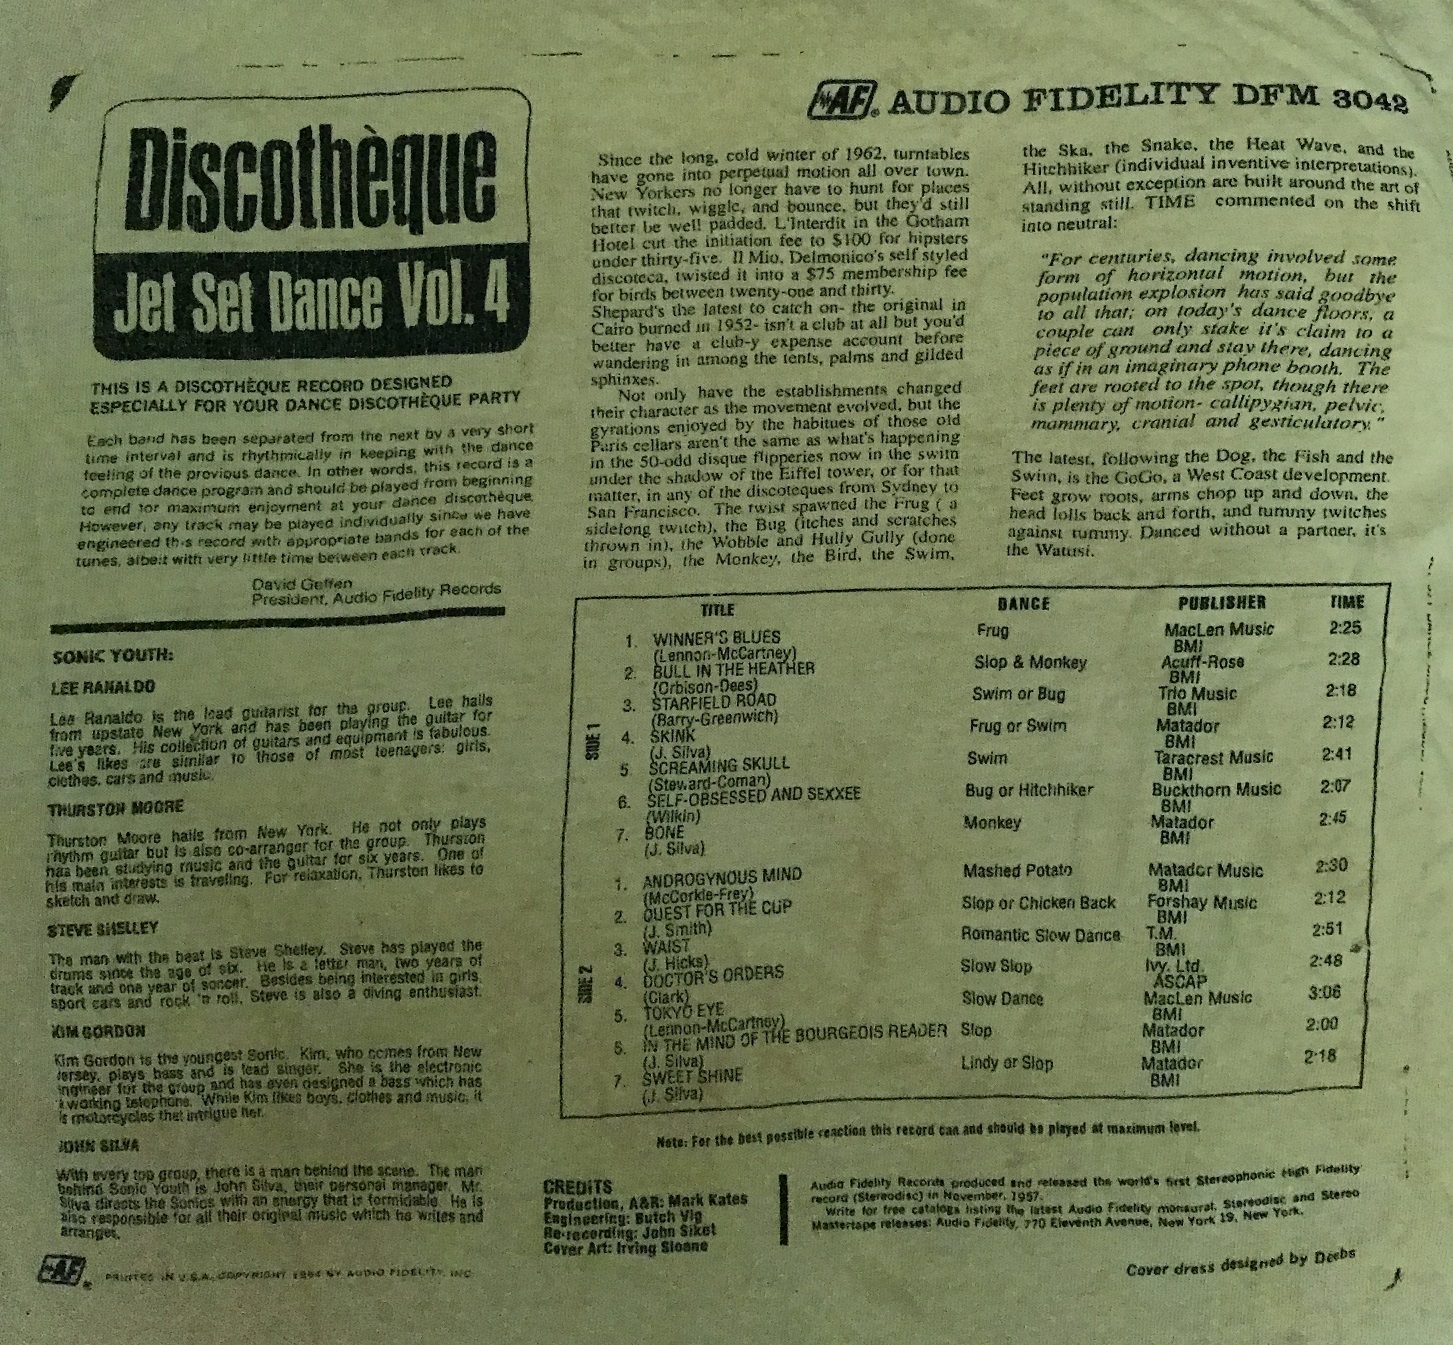 Discothèque
Jet Set Dance Vol. 4
THIS IS A DISCOTHÈQUE RECORD DESIGNED
ESPECIALLY FOR YOUR DANCE DISCOTHÈQUE PARTY
Each band has been separated from the next by a very short
time interval and is rhythmically in keeping with the dance
feeling of the previous dance. In other words, this record is a
complete dance program and should be played from beginning
to end for maximum enjoyment at your dance discothèque.
However, any track may be played individually since we have
engineered this record with appropriate bands for each of the
tunes, albeit with very little time between each track.
David Geffen
President, Audio Fidelity Records
SONIC YOUTH:
LEE RANALDO
Lee Ranaldo is the lead guitarist for the group. Lee hails
from upstate New York and has been playing the guitar for
five years. His collection of guitars and equipment is fabulous.
Lee's likes are similar to those of most teenagers: girls,
clothes, cars and music.
THURSTON MOORE
Thurston Moore hails from New York. He not only plays
rhythm guitar but is also co-arranger for the group. Thurston
has been studying music and the guitar for six years. One of
his main interests is traveling. For relaxation, Thurston likes to
sketch and draw.
STEVE SHELLEY
The man with the beat is Steve Shelley. Steve has played the
drums since the age of six. He is a letter man, two years of
track and one year of soccer. Besides being interested in girls,
sport cars and rock 'n roll, Steve is also a diving enthusiast.
KIM GORDON
Kim Gordon is the youngest Sonic. Kim, who comes from New
Jersey, plays bass and is lead singer. She is the electronic
engineer for the group and has even designed a bass which has
a working telephone. While Kim likes boys, clothes and music, it
is motorcycles that intrigue her.
JOHN SILVA
With every top group, there is a man behind the scene. The man
behind Sonic Youth is John Silva, their personal manager. Mr.
Silva directs the Sonics with an energy that is formidable. He is
also responsible for all their original music which he writes and
arranges.
AF® PRINTED IN U.S.A. COPYRIGHT 1964 BY AUDIO FIDELITY, INC.
AF® AUDIO FIDELITY DFM 3042
Since the long, cold winter of 1962, turntables
have gone into perpetual motion all over town.
New Yorkers no longer have to hunt for places
that twitch, wiggle, and bounce, but they'd still
better be well padded. L'Interdit in the Gotham
Hotel cut the initiation fee to $100 for hipsters
under thirty-five. Il Mio, Delmonico's self styled
discoteca, twisted it into a $75 membership fee
for birds between twenty-one and thirty.
Shepard's the latest to catch on- the original in
Cairo burned in 1952- isn't a club at all but you'd
better have a club-y expense account before
wandering in among the tents, palms and gilded
sphinxes.
Not only have the establishments changed
their character as the movement evolved, but the
gyrations enjoyed by the habitues of those old
Paris cellars aren't the same as what's happening
in the 50-odd disque flipperies now in the swim
under the shadow of the Eiffel tower, or for that
matter, in any of the discoteques from Sydney to
San Francisco. The twist spawned the Frug ( a
sidelong twitch), the Bug (itches and scratches
thrown in), the Wobble and Hully Gully (done
in groups), the Monkey, the Bird, the Swim,
the Ska, the Snake, the Heat Wave, and the
Hitchhiker (individual inventive interpretations).
All, without exception are built around the art of
standing still. TIME commented on the shift
into neutral:
"For centuries, dancing involved some
form of horizontal motion, but the
population explosion has said goodbye
to all that; on today's dance floors, a
couple can only stake it's claim to a
piece of ground and stay there, dancing
as if in an imaginary phone booth. The
feet are rooted to the spot, though there
is plenty of motion- callipygian, pelvic,
mammary, cranial and gesticulatory."
The latest, following the Dog, the Fish and the
Swim, is the GoGo, a West Coast development.
Feet grow roots, arms chop up and down, the
head lolls back and forth, and tummy twitches
against tummy. Danced without a partner, it's
the Watusi.
TITLE DANCE PUBLISHER TIME
SIDE 1
1. WINNER'S BLUES Frug MacLen Music 2:25
(Lennon-McCartney) BMI
2. BULL IN THE HEATHER Slop & Monkey Acuff-Rose 2:28
(Orbison-Dees) BMI
3. STARFIELD ROAD Swim or Bug Trio Music 2:18
(Barry-Greenwich) BMI
4. SKINK Frug or Swim Matador 2:12
(J. Silva) BMI
5. SCREAMING SKULL Swim Taracrest Music 2:41
(Steward-Coman) BMI
6. SELF-OBSESSED AND SEXXEE Bug or Hitchhiker Buckthorn Music 2:07
(Wilkin) BMI
7. BONE Monkey Matador 2:45
(J. Silva) BMI
SIDE 2
1. ANDROGYNOUS MIND Mashed Potato Matador Music 2:30
(McCorkle-Frey) BMI
2. QUEST FOR THE CUP Slop or Chicken Back Forshay Music 2:12
(J. Smith) BMI
3. WAIST Romantic Slow Dance T.M. 2:51
(J. Hicks) BMI
4. DOCTOR'S ORDERS Slow Slop Ivy. Ltd. 2:48
(Clark) ASCAP
5. TOKYO EYE Slow Dance MacLen Music 3:06
(Lennon-McCartney) BMI
6. IN THE MIND OF THE BOURGEOIS READER Slop Matador 2:00
(J. Silva) BMI
7. SWEET SHINE Lindy or Slop Matador 2:18
(J. Silva) BMI
Note: For the best possible reaction this record can and should be played at maximum level.
CREDITS
Production, A&R: Mark Kates
Engineering: Butch Vig
Re-recording: John Siket
Cover Art: Irving Sloane
Audio Fidelity Records produced and released the world's first Stereophonic High Fidelity
record (Stereodisc) in November, 1957.
Write for free catalogs listing the latest Audio Fidelity monaural, Stereodisc and Stereo
Mastertape releases: Audio Fidelity, 770 Eleventh Avenue, New York 19, New York.
Cover dress designed by Deebs